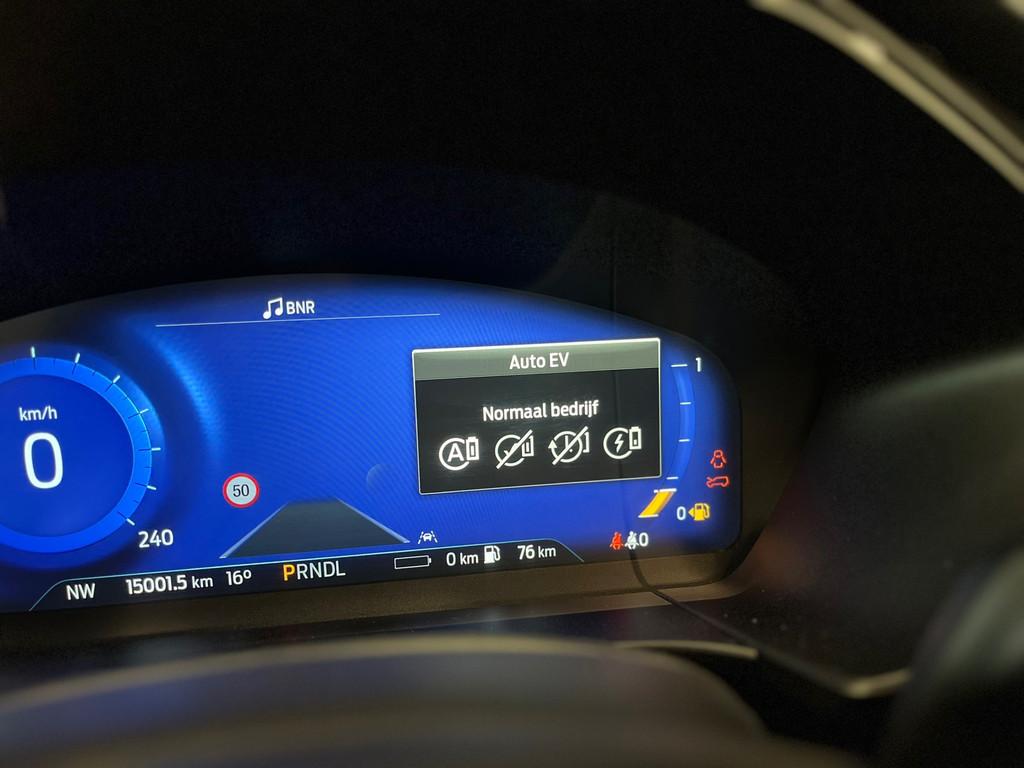 BNR
Auto EV
1
Normaal bedrijf
km/h
A
0
50
0
240
0
NW 15001.5 km 16° PRNDL 0 km 76 km